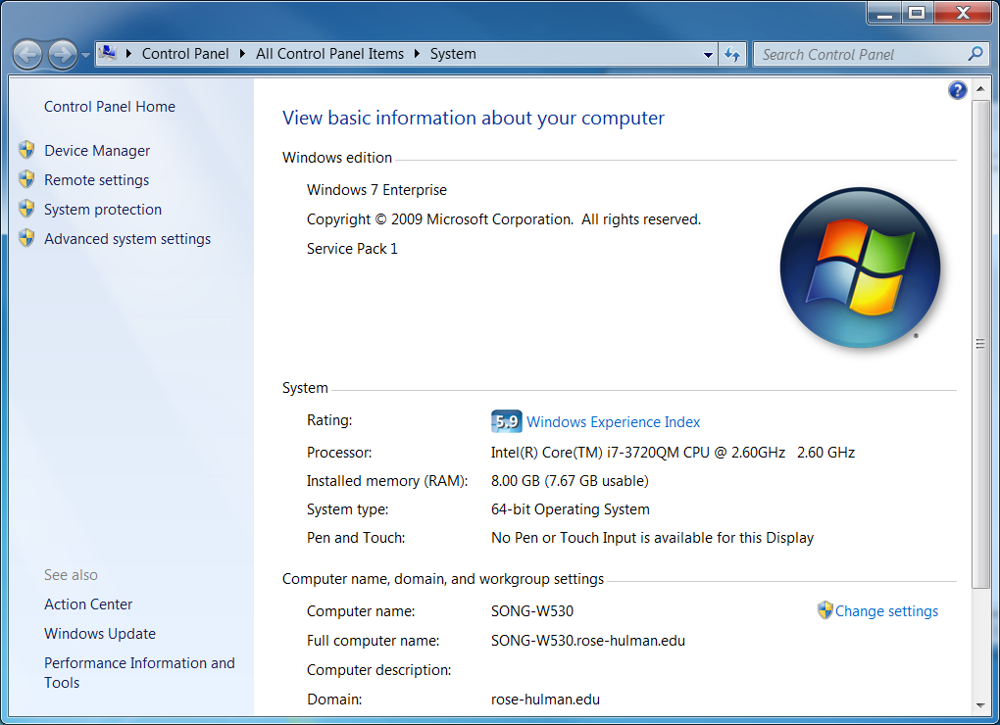 Control Panel ▸ All Control Panel Items ▸ System
Search Control Panel
Control Panel Home
Device Manager
Remote settings
System protection
Advanced system settings
See also
Action Center
Windows Update
Performance Information and
Tools
View basic information about your computer
Windows edition
Windows 7 Enterprise
Copyright © 2009 Microsoft Corporation.  All rights reserved.
Service Pack 1
System
Rating: 5.9 Windows Experience Index
Processor: Intel(R) Core(TM) i7-3720QM CPU @ 2.60GHz   2.60 GHz
Installed memory (RAM): 8.00 GB (7.67 GB usable)
System type: 64-bit Operating System
Pen and Touch: No Pen or Touch Input is available for this Display
Computer name, domain, and workgroup settings
Computer name: SONG-W530 Change settings
Full computer name: SONG-W530.rose-hulman.edu
Computer description:
Domain: rose-hulman.edu